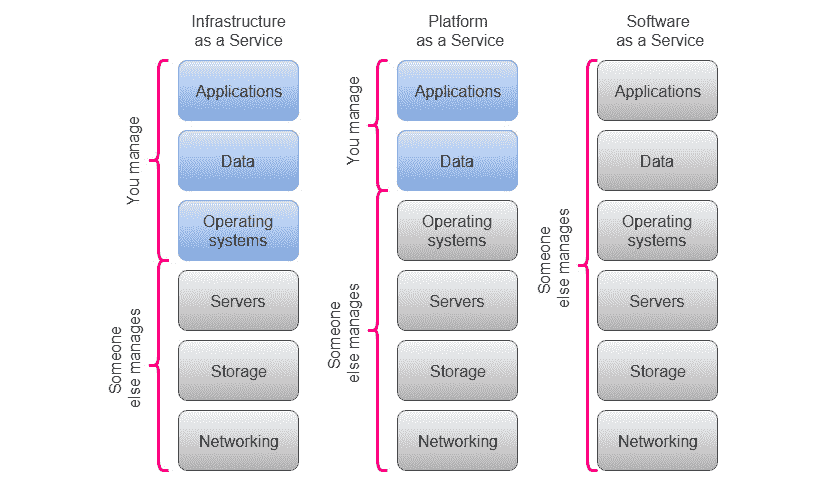 Infrastructure
as a Service
You manage
Applications
Data
Operating
systems
Someone
else manages
Servers
Storage
Networking
Platform
as a Service
You manage
Applications
Data
Someone
else manages
Operating
systems
Servers
Storage
Networking
Software
as a Service
Someone
else manages
Applications
Data
Operating
systems
Servers
Storage
Networking